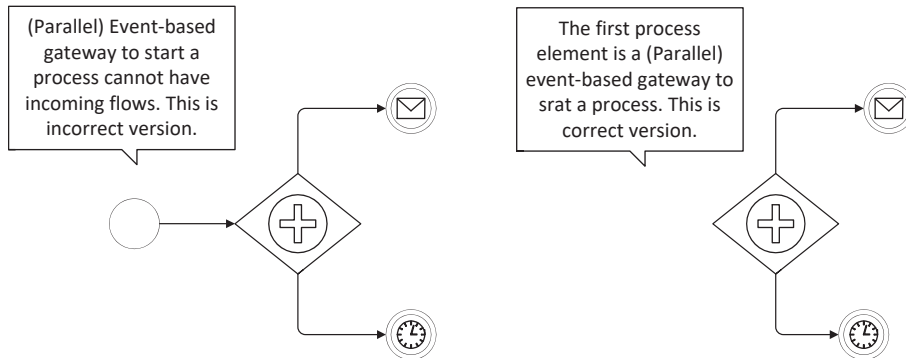 (Parallel) Event-based
gateway to start a
process cannot have
incoming flows. This is
incorrect version.
The first process
element is a (Parallel)
event-based gateway to
srat a process. This is
correct version.